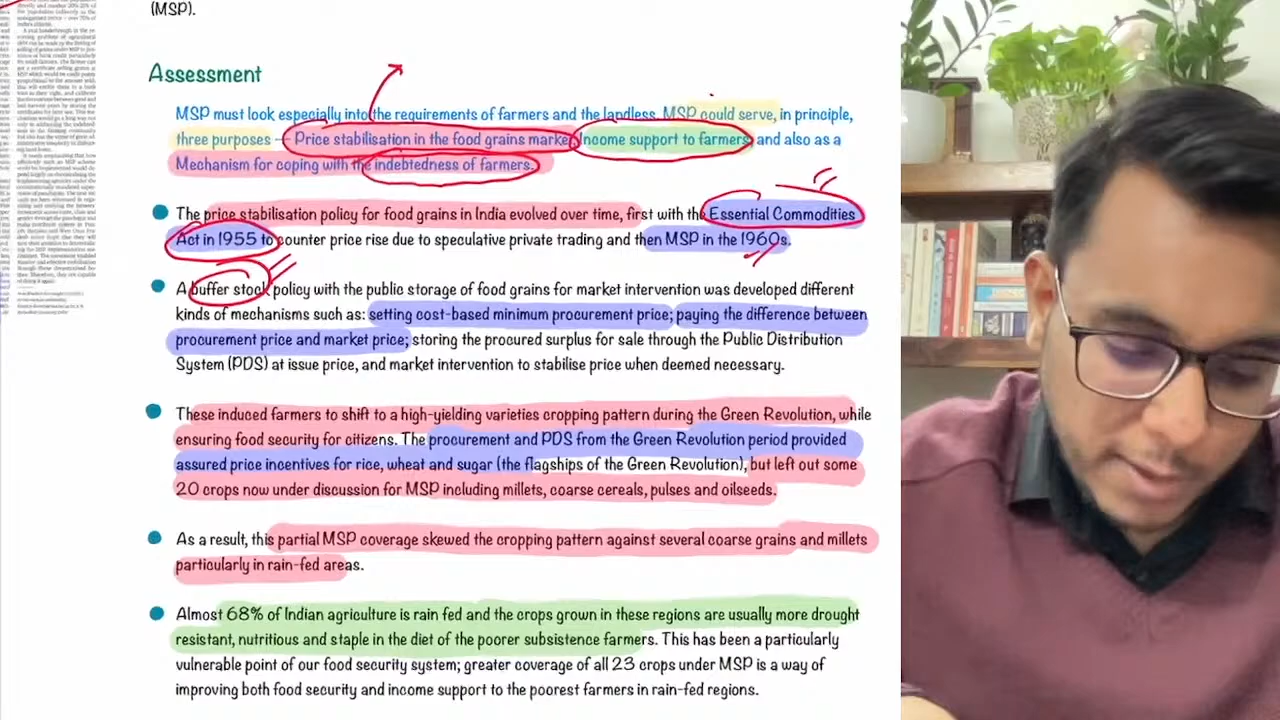 (MSP).
Assessment
MSP must look especially into the requirements of farmers and the landless. MSP could serve, in principle,
three purposes – Price stabilisation in the food grains market, Income support to farmers, and also as a
Mechanism for coping with the indebtedness of farmers.
The price stabilisation policy for food grains in India evolved over time, first with the Essential Commodities
Act in 1955 to counter price rise due to speculative private trading and then MSP in the 1960s.
A buffer stock policy with the public storage of food grains for market intervention was devised different
kinds of mechanisms such as: setting cost-based minimum procurement price; paying the difference between
procurement price and market price; storing the procured surplus for sale through the Public Distribution
System (PDS) at issue price, and market intervention to stabilise price when deemed necessary.
These induced farmers to shift to a high-yielding varieties cropping pattern during the Green Revolution, while
ensuring food security for citizens. The procurement and PDS from the Green Revolution period provided
assured price incentives for rice, wheat and sugar (the flagships of the Green Revolution), but left out some
20 crops now under discussion for MSP including millets, coarse cereals, pulses and oilseeds.
As a result, this partial MSP coverage skewed the cropping pattern against several coarse grains and millets
particularly in rain-fed areas.
Almost 68% of Indian agriculture is rain fed and the crops grown in these regions are usually more drought
resistant, nutritious and staple in the diet of the poorer subsistence farmers. This has been a particularly
vulnerable point of our food security system; greater coverage of all 23 crops under MSP is a way of
improving both food security and income support to the poorest farmers in rain-fed regions.